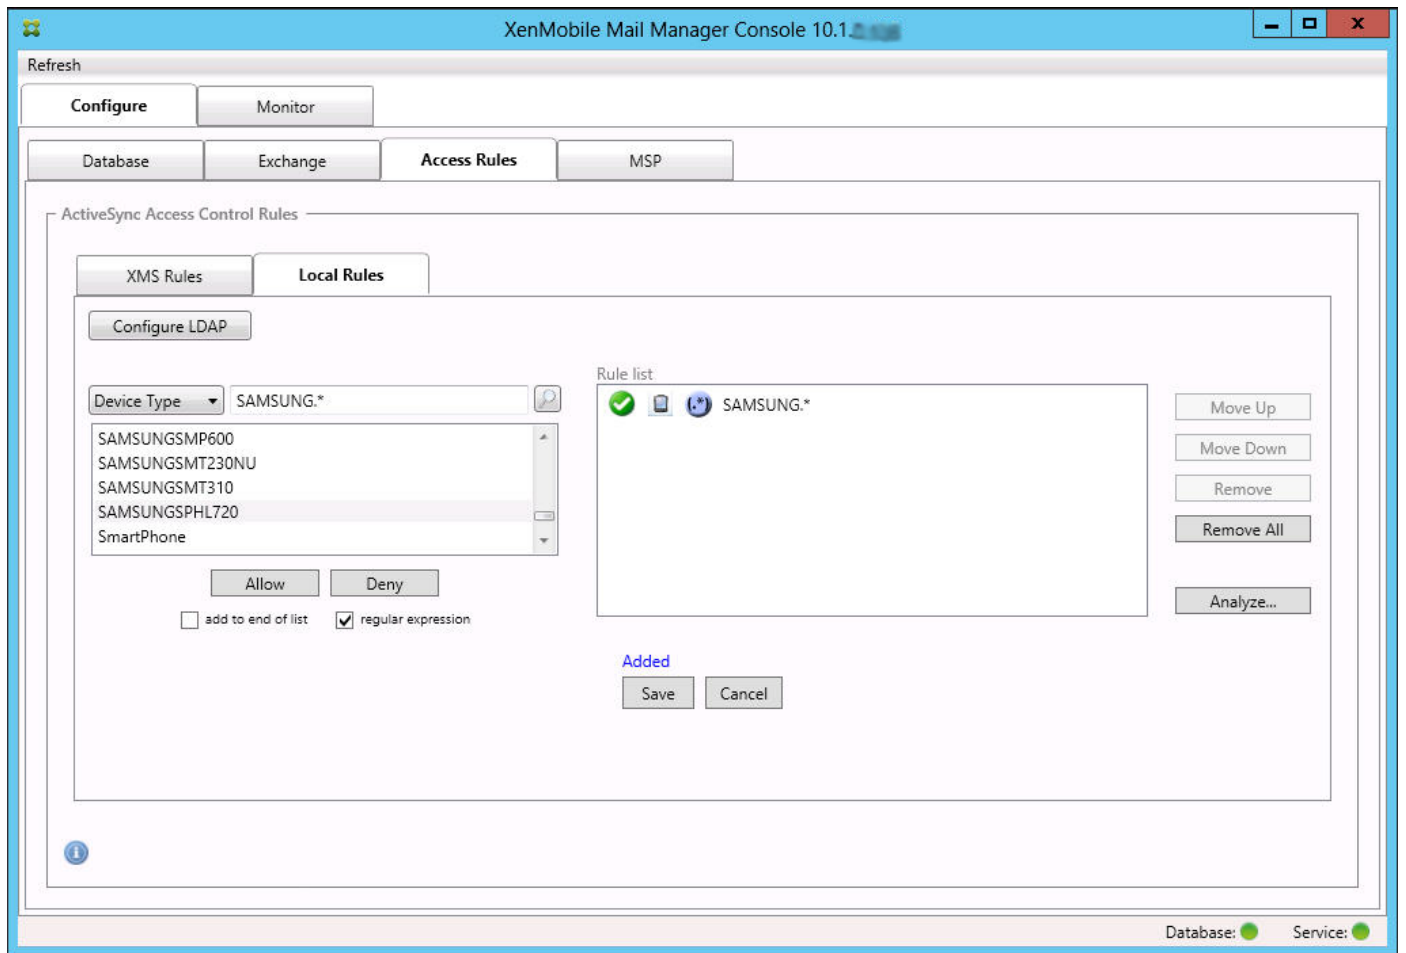 XenMobile Mail Manager Console 10.1.
Refresh
Configure
Monitor
Database
Exchange
Access Rules
MSP
ActiveSync Access Control Rules
XMS Rules
Local Rules
Configure LDAP
Rule list
Device Type
SAMSUNG.*
(.*) SAMSUNG.*
SAMSUNGSMP600
SAMSUNGSMT230NU
SAMSUNGSMT310
SAMSUNGSPHL720
SmartPhone
Move Up
Move Down
Remove
Remove All
Analyze...
Allow
Deny
add to end of list
regular expression
Added
Save
Cancel
Database:
Service: